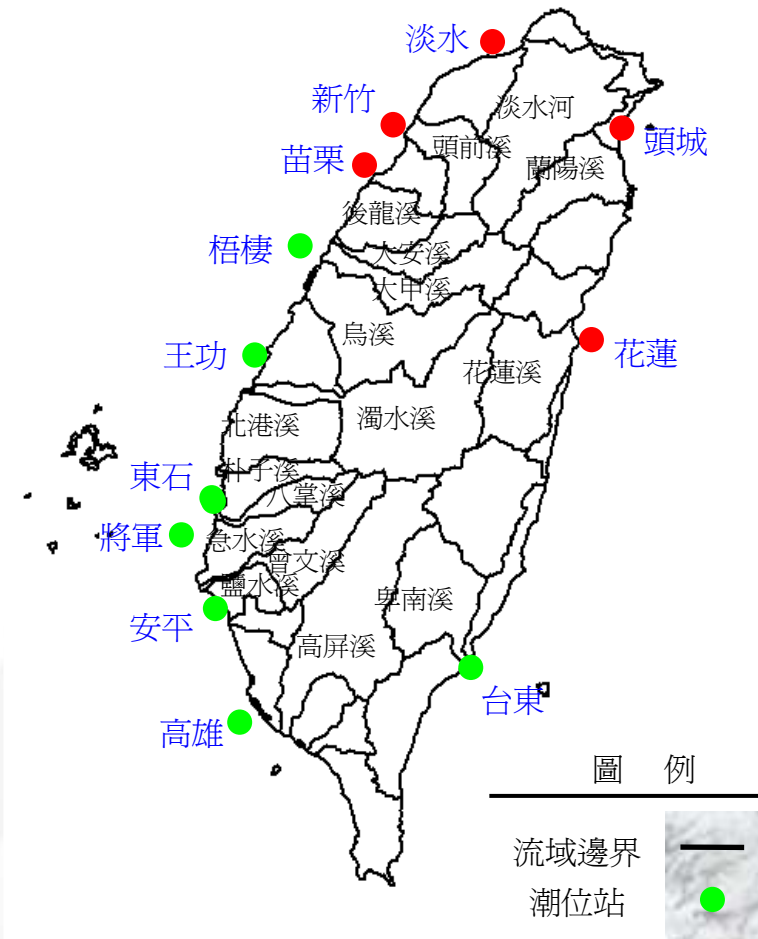 淡水
新竹
淡水河
頭城
頭前溪
苗栗
蘭陽溪
後龍溪
梧棲
大安溪
大甲溪
烏溪
王功
花蓮
花蓮溪
北港溪
濁水溪
朴子溪
東石
八掌溪
將軍
急水溪
曾文溪
鹽水溪
卑南溪
安平
高屏溪
台東
高雄
圖 例
流域邊界
潮位站